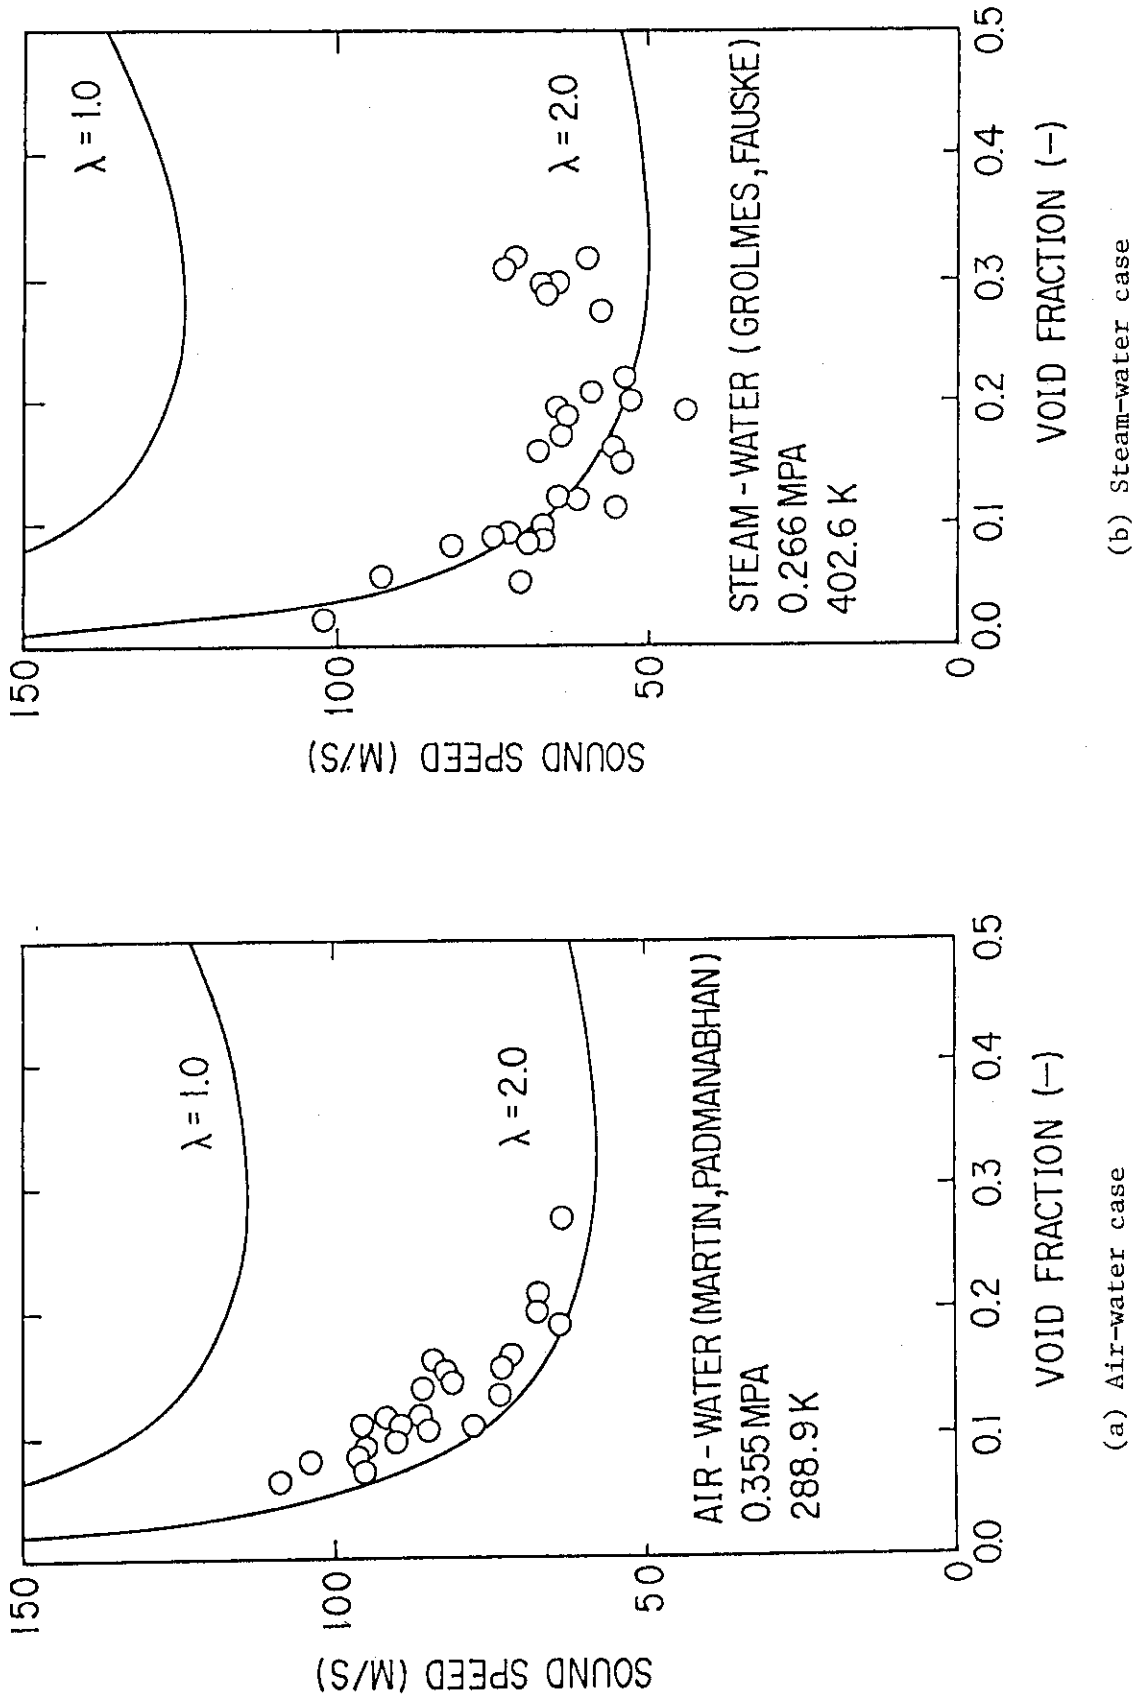 150
100
50
0
SOUND SPEED (M/S)
λ = 1.0
λ = 2.0
AIR - WATER (MARTIN, PADMANABHAN)
0.355 MPA
288.9 K
0.0 0.1 0.2 0.3 0.4 0.5
VOID FRACTION (—)
(a) Air-water case
150
100
50
0
SOUND SPEED (M/S)
λ = 1.0
λ = 2.0
STEAM - WATER (GROLMES, FAUSKE)
0.266 MPA
402.6 K
0.0 0.1 0.2 0.3 0.4 0.5
VOID FRACTION (—)
(b) Steam-water case